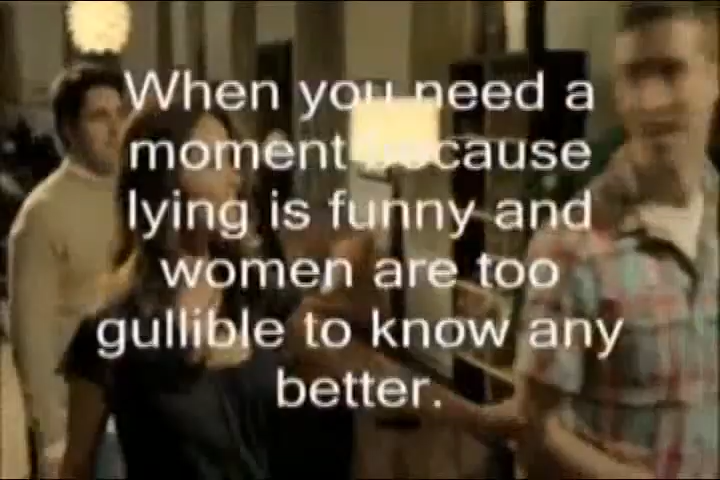 When you need a
moment because
lying is funny and
women are too
gullible to know any
better.